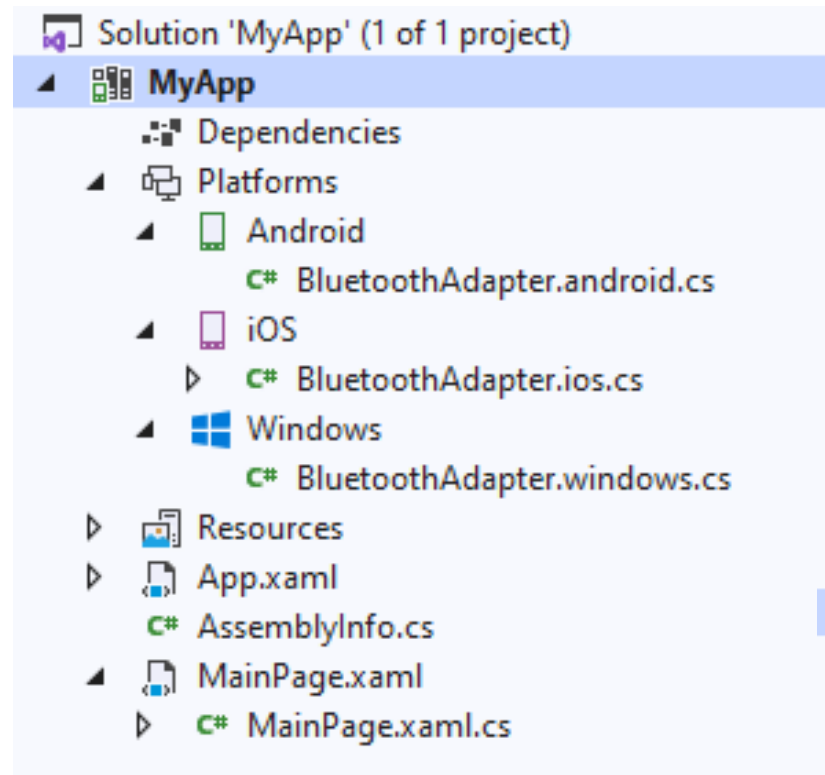 Solution 'MyApp' (1 of 1 project)
MyApp
Dependencies
Platforms
Android
C# BluetoothAdapter.android.cs
iOS
C# BluetoothAdapter.ios.cs
Windows
C# BluetoothAdapter.windows.cs
Resources
App.xaml
C# AssemblyInfo.cs
MainPage.xaml
C# MainPage.xaml.cs